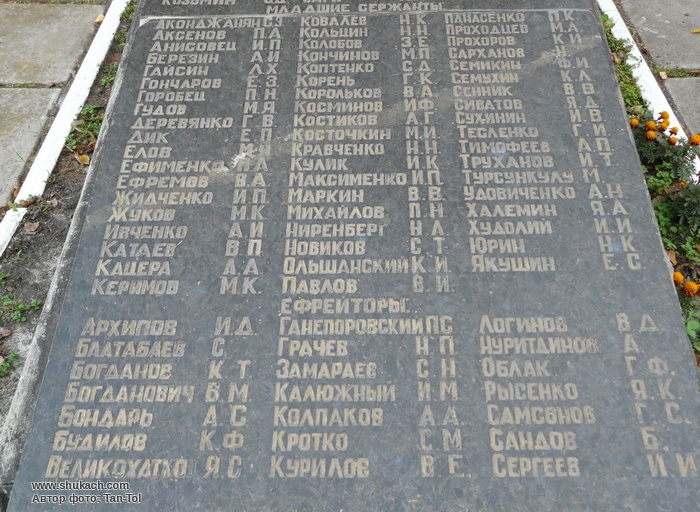 МЛАДШИЕ СЕРЖАНТЫ
АКОНДЖАНЯН С.З. КОВАЛЕВ Н.К. ПАНАСЕНКО П.К.
АКСЕНОВ П.А. КОЛЬЦИН Н.К. ПРОХОДЦЕВ М.А.
АНИСОВЕЦ И.П. КОЛОБОВ З.Е. ПРОХОРОВ
БЕРЕЗИН А.И. КОНЧИНОВ М.П. САРХАНОВ
ГАЙСИН Л.Х. КОПТЕНКО С.Д. СЕМИКИН Ф.И.
ГОНЧАРОВ Е.З. КОРЕНЬ Г.К. СЕМУХИН К.Л.
ГОРОБЕЦ Г.Н. КОРОЛЬКОВ В.А. СЕННИК В.В.
ГУДОВ М.Я. КОСМИНОВ И.Ф. СИВАТОВ Я.Д.
ДЕРЕВЯНКО Г.В. КОСТИКОВ А.Г. СУХИНИН И.В.
ДИК Е.П. КОСТОЧКИН М.И. ТЕСЛЕНКО Г.И.
ЕЛОВ КРАВЧЕНКО Н.Н. ТИМОФЕЕВ А.П.
ЕФИМЕНКО П.А. КУЛИК И.К. ТРУХАНОВ И.Т.
ЕФРЕМОВ В.А. МАКСИМЕНКО И.П. ТУРСУНКУЛУ М.
ЖИДЧЕНКО И.П. МАРКИН В.В. УДОВИЧЕНКО А.Н.
ЖУКОВ М.К. МИХАЙЛОВ П.Н. ХАЛЕМИН Я.А.
ИВЧЕНКО А.И. НИРЕНБЕРГ Н.А. ХУДОЛИЙ И.И.
КАТАЕВ В.П. НОВИКОВ С.Т. ЮРИН Н.К.
КАЦЕРА А.А. ОЛЬШАНСКИЙ К.И. ЯКУШИН Е.С.
КЕРИМОВ М.К. ПАВЛОВ В.И.
ЕФРЕЙТОРЫ:
АРХИПОВ И.Д. ГАНЕПОРОВСКИЙ П.С. ЛОГИНОВ В.Д.
БАЛТАБАЕВ С. ГРАЧЕВ Н.П. НУРИТДИНОВ А.
БОГДАНОВ К.Т. ЗАМАРАЕВ С.Н. ОБЛАК Г.Ф.
БОГДАНОВИЧ В.М. КАЛЮЖНЫЙ И.М. РЫСЕНКО Я.К.
БОНДАРЬ А.С. КОЛПАКОВ А.А. САМСОНОВ Г.С.
БУДИЛОВ К.Ф. КРОТКО С.М. САНДОВ Б.
ВЕЛИКОХАТКО Я.С. КУРИЛОВ В.Е. СЕРГЕЕВ И.И.
www.shukach.com
Автор фото: Tan-Tol